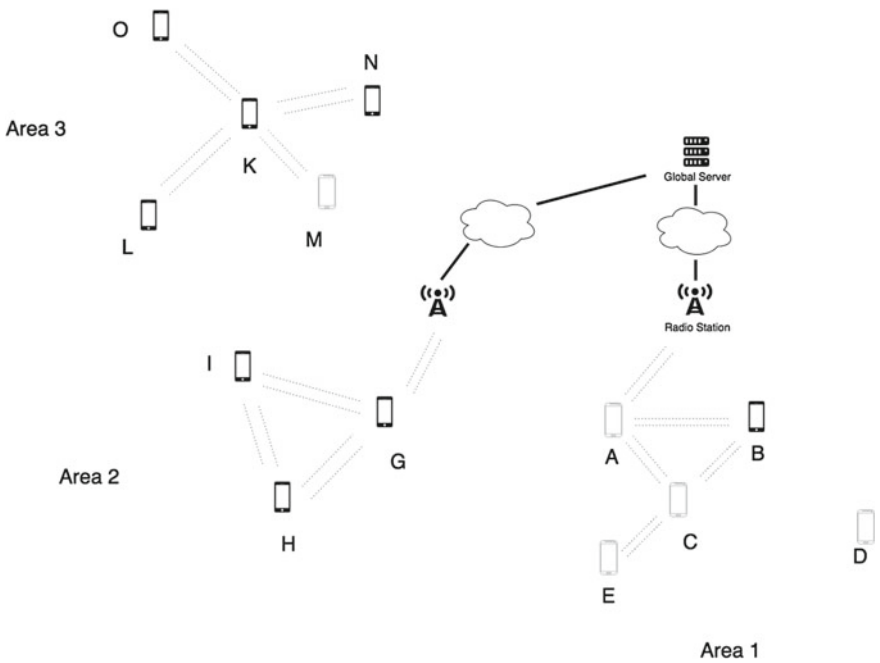 O
N
Area 3
K
Global Server
L
M
Radio Station
I
A
B
G
Area 2
H
C
D
E
Area 1